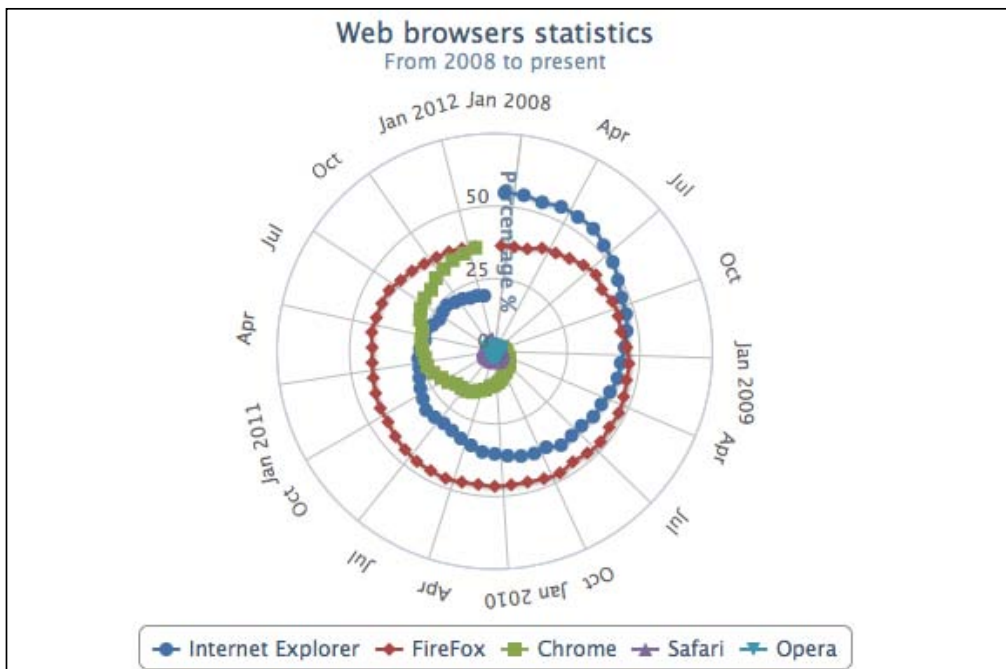 Web browsers statistics
From 2008 to present
Jan 2008
Apr
Jul
Oct
Jan 2009
Apr
Jul
Oct
Jan 2010
Apr
Jul
Oct
Jan 2011
Apr
Jul
Oct
Jan 2012
Percentage %
50
25
0
Internet Explorer
FireFox
Chrome
Safari
Opera